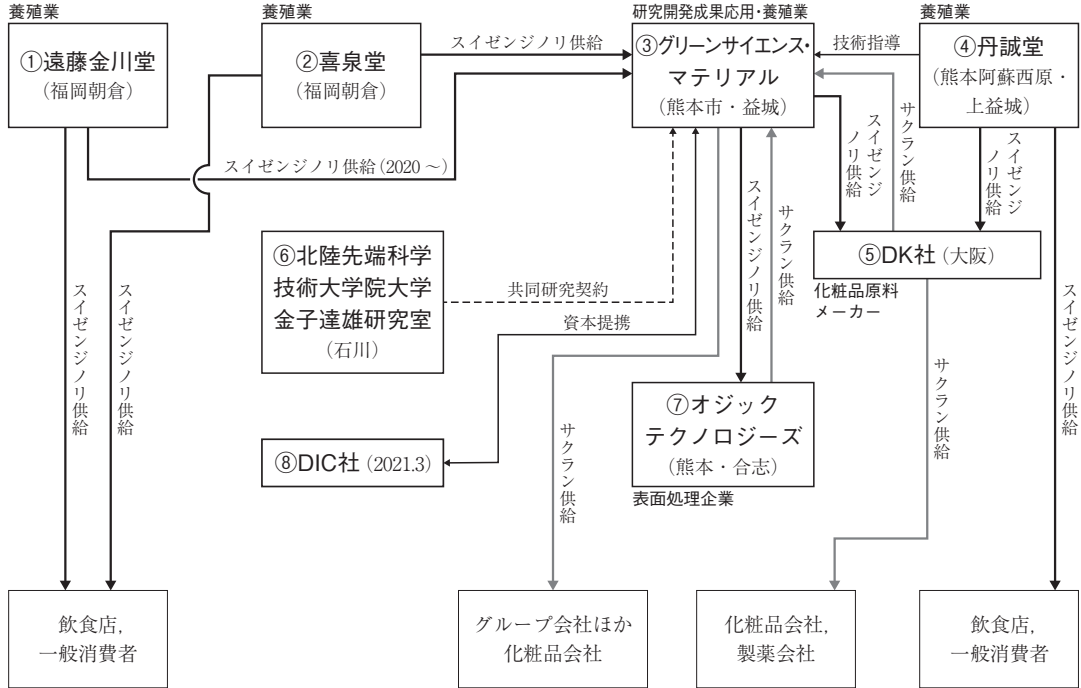 養殖業
①遠藤金川堂
(福岡朝倉)
養殖業
②喜泉堂
(福岡朝倉)
スイゼンジノリ供給
研究開発成果応用・養殖業
③グリーンサイエンス・
マテリアル
(熊本市・益城)
技術指導
養殖業
④丹誠堂
(熊本阿蘇西原・
上益城)
スイゼンジノリ供給(2020～)
スイゼンジ
ノリ供給
サクラン供給
スイゼンジ
ノリ供給
⑤DK社(大阪)
化粧品原料
メーカー
⑥北陸先端科学
技術大学院大学
金子達雄研究室
(石川)
共同研究契約
資本提携
スイゼンジノリ供給
サクラン供給
⑦オジック
テクノロジーズ
(熊本・合志)
表面処理企業
⑧DIC社(2021.3)
スイゼンジノリ供給
スイゼンジノリ供給
サクラン供給
サクラン供給
スイゼンジノリ供給
飲食店,
一般消費者
グループ会社ほか
化粧品会社
化粧品会社,
製薬会社
飲食店,
一般消費者